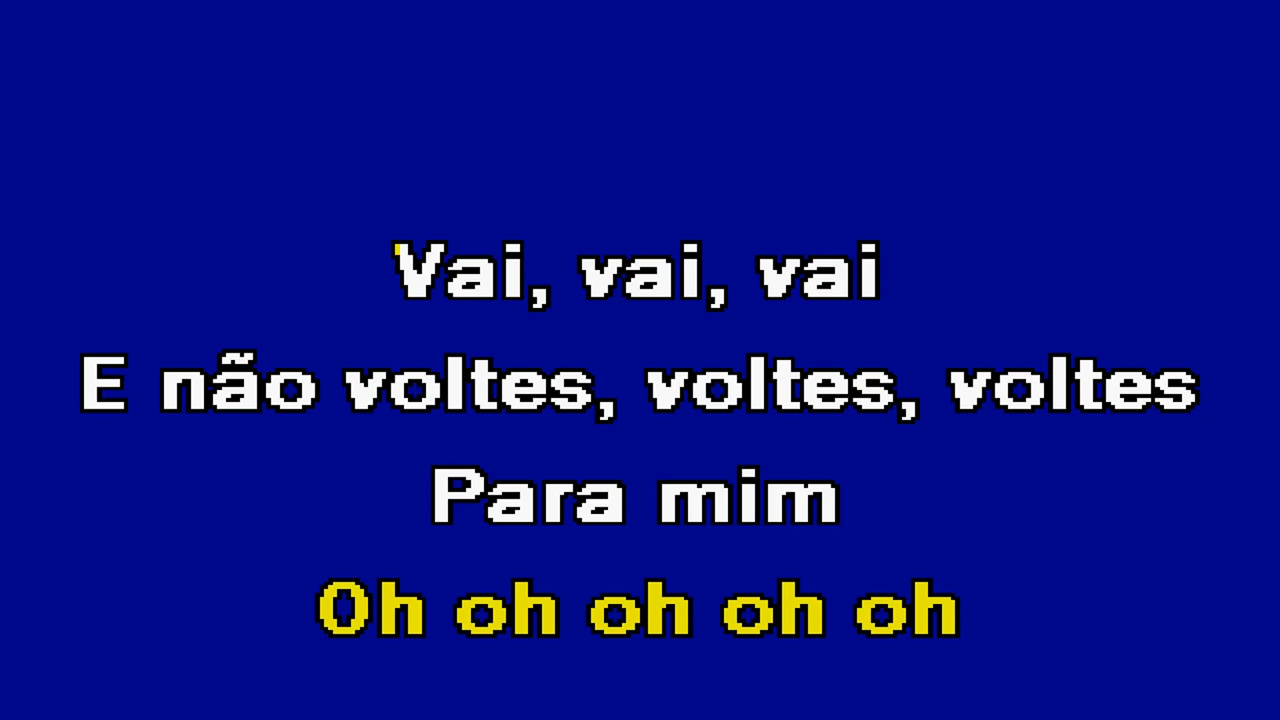 Vai, vai, vai
E não voltes, voltes, voltes
Para mim
Oh oh oh oh oh